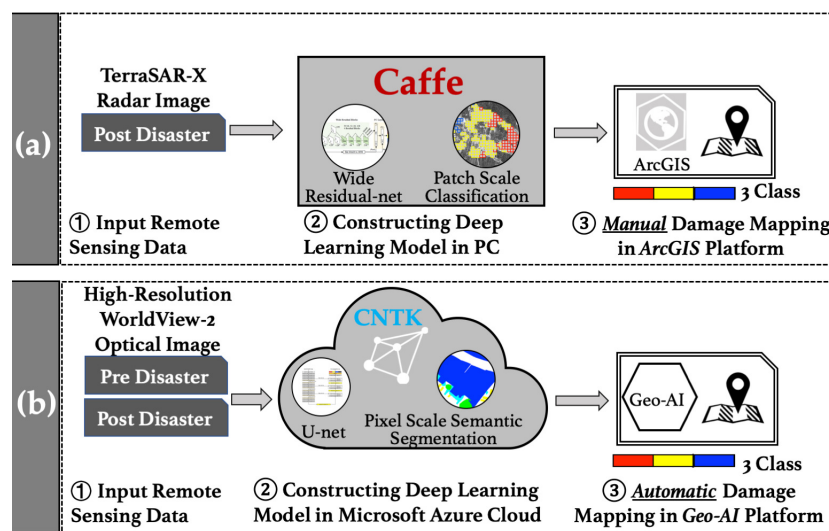 (a)
TerraSAR-X
Radar Image
Post Disaster
① Input Remote
Sensing Data
Caffe
Wide
Residual-net
Patch Scale
Classification
② Constructing Deep
Learning Model in PC
ArcGIS
3 Class
③ Manual Damage Mapping
in ArcGIS Platform
(b)
High-Resolution
WorldView-2
Optical Image
Pre Disaster
Post Disaster
① Input Remote
Sensing Data
CNTK
U-net
Pixel Scale Semantic
Segmentation
② Constructing Deep Learning
Model in Microsoft Azure Cloud
Geo-AI
3 Class
③ Automatic Damage
Mapping in Geo-AI Platform